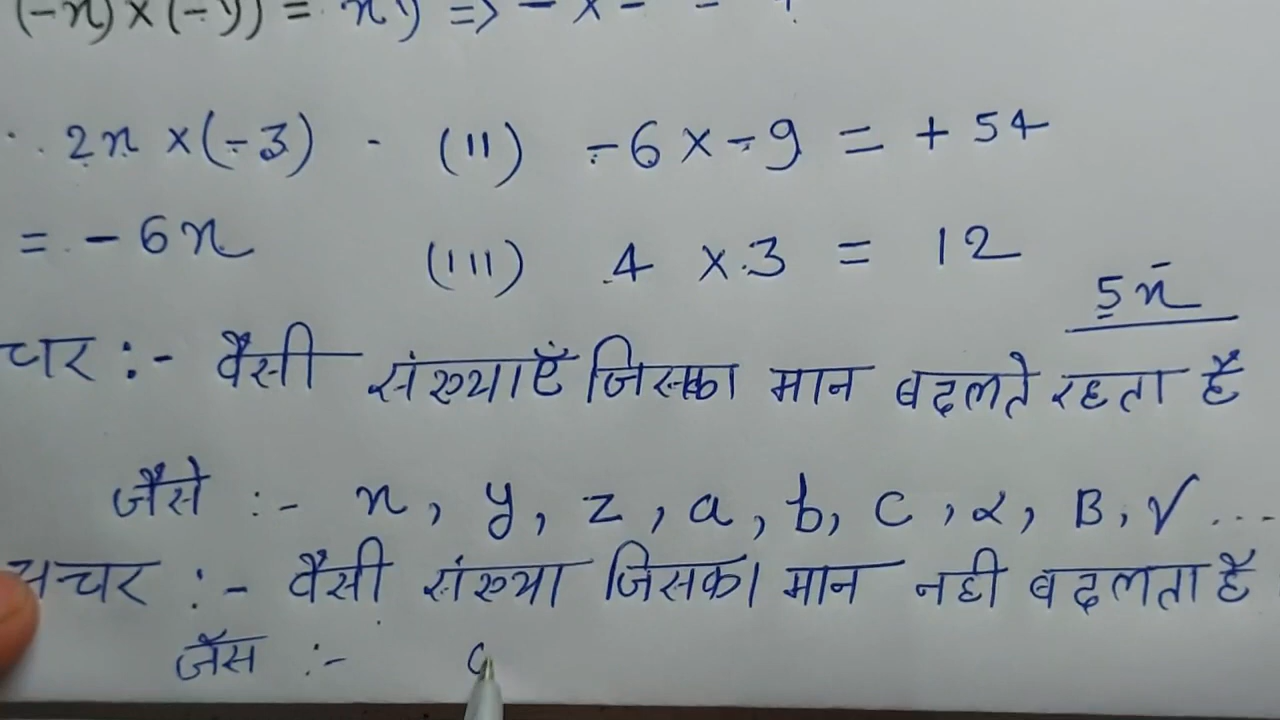 (-x) × (-y) = xy => - × - =
∴ 2x × (-3) - (II) -6 × -9 = +54
= -6x (III) 4 × 3 = 12
5x
चर :- वैसी संख्याएँ जिसका मान बदलते रहता है
जैसे :- x, y, z, a, b, c, α, B, √ ...
अचर :- वैसी संख्या जिसका मान नही बदलता है
जैस :-